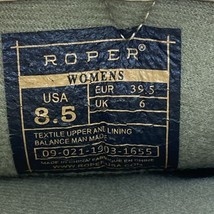 ROPER
WOMENS
USA EUR 39.5
8.5 UK 6
TEXTILE UPPER AND LINING
BALANCE MAN MADE
09-021-1903-1655